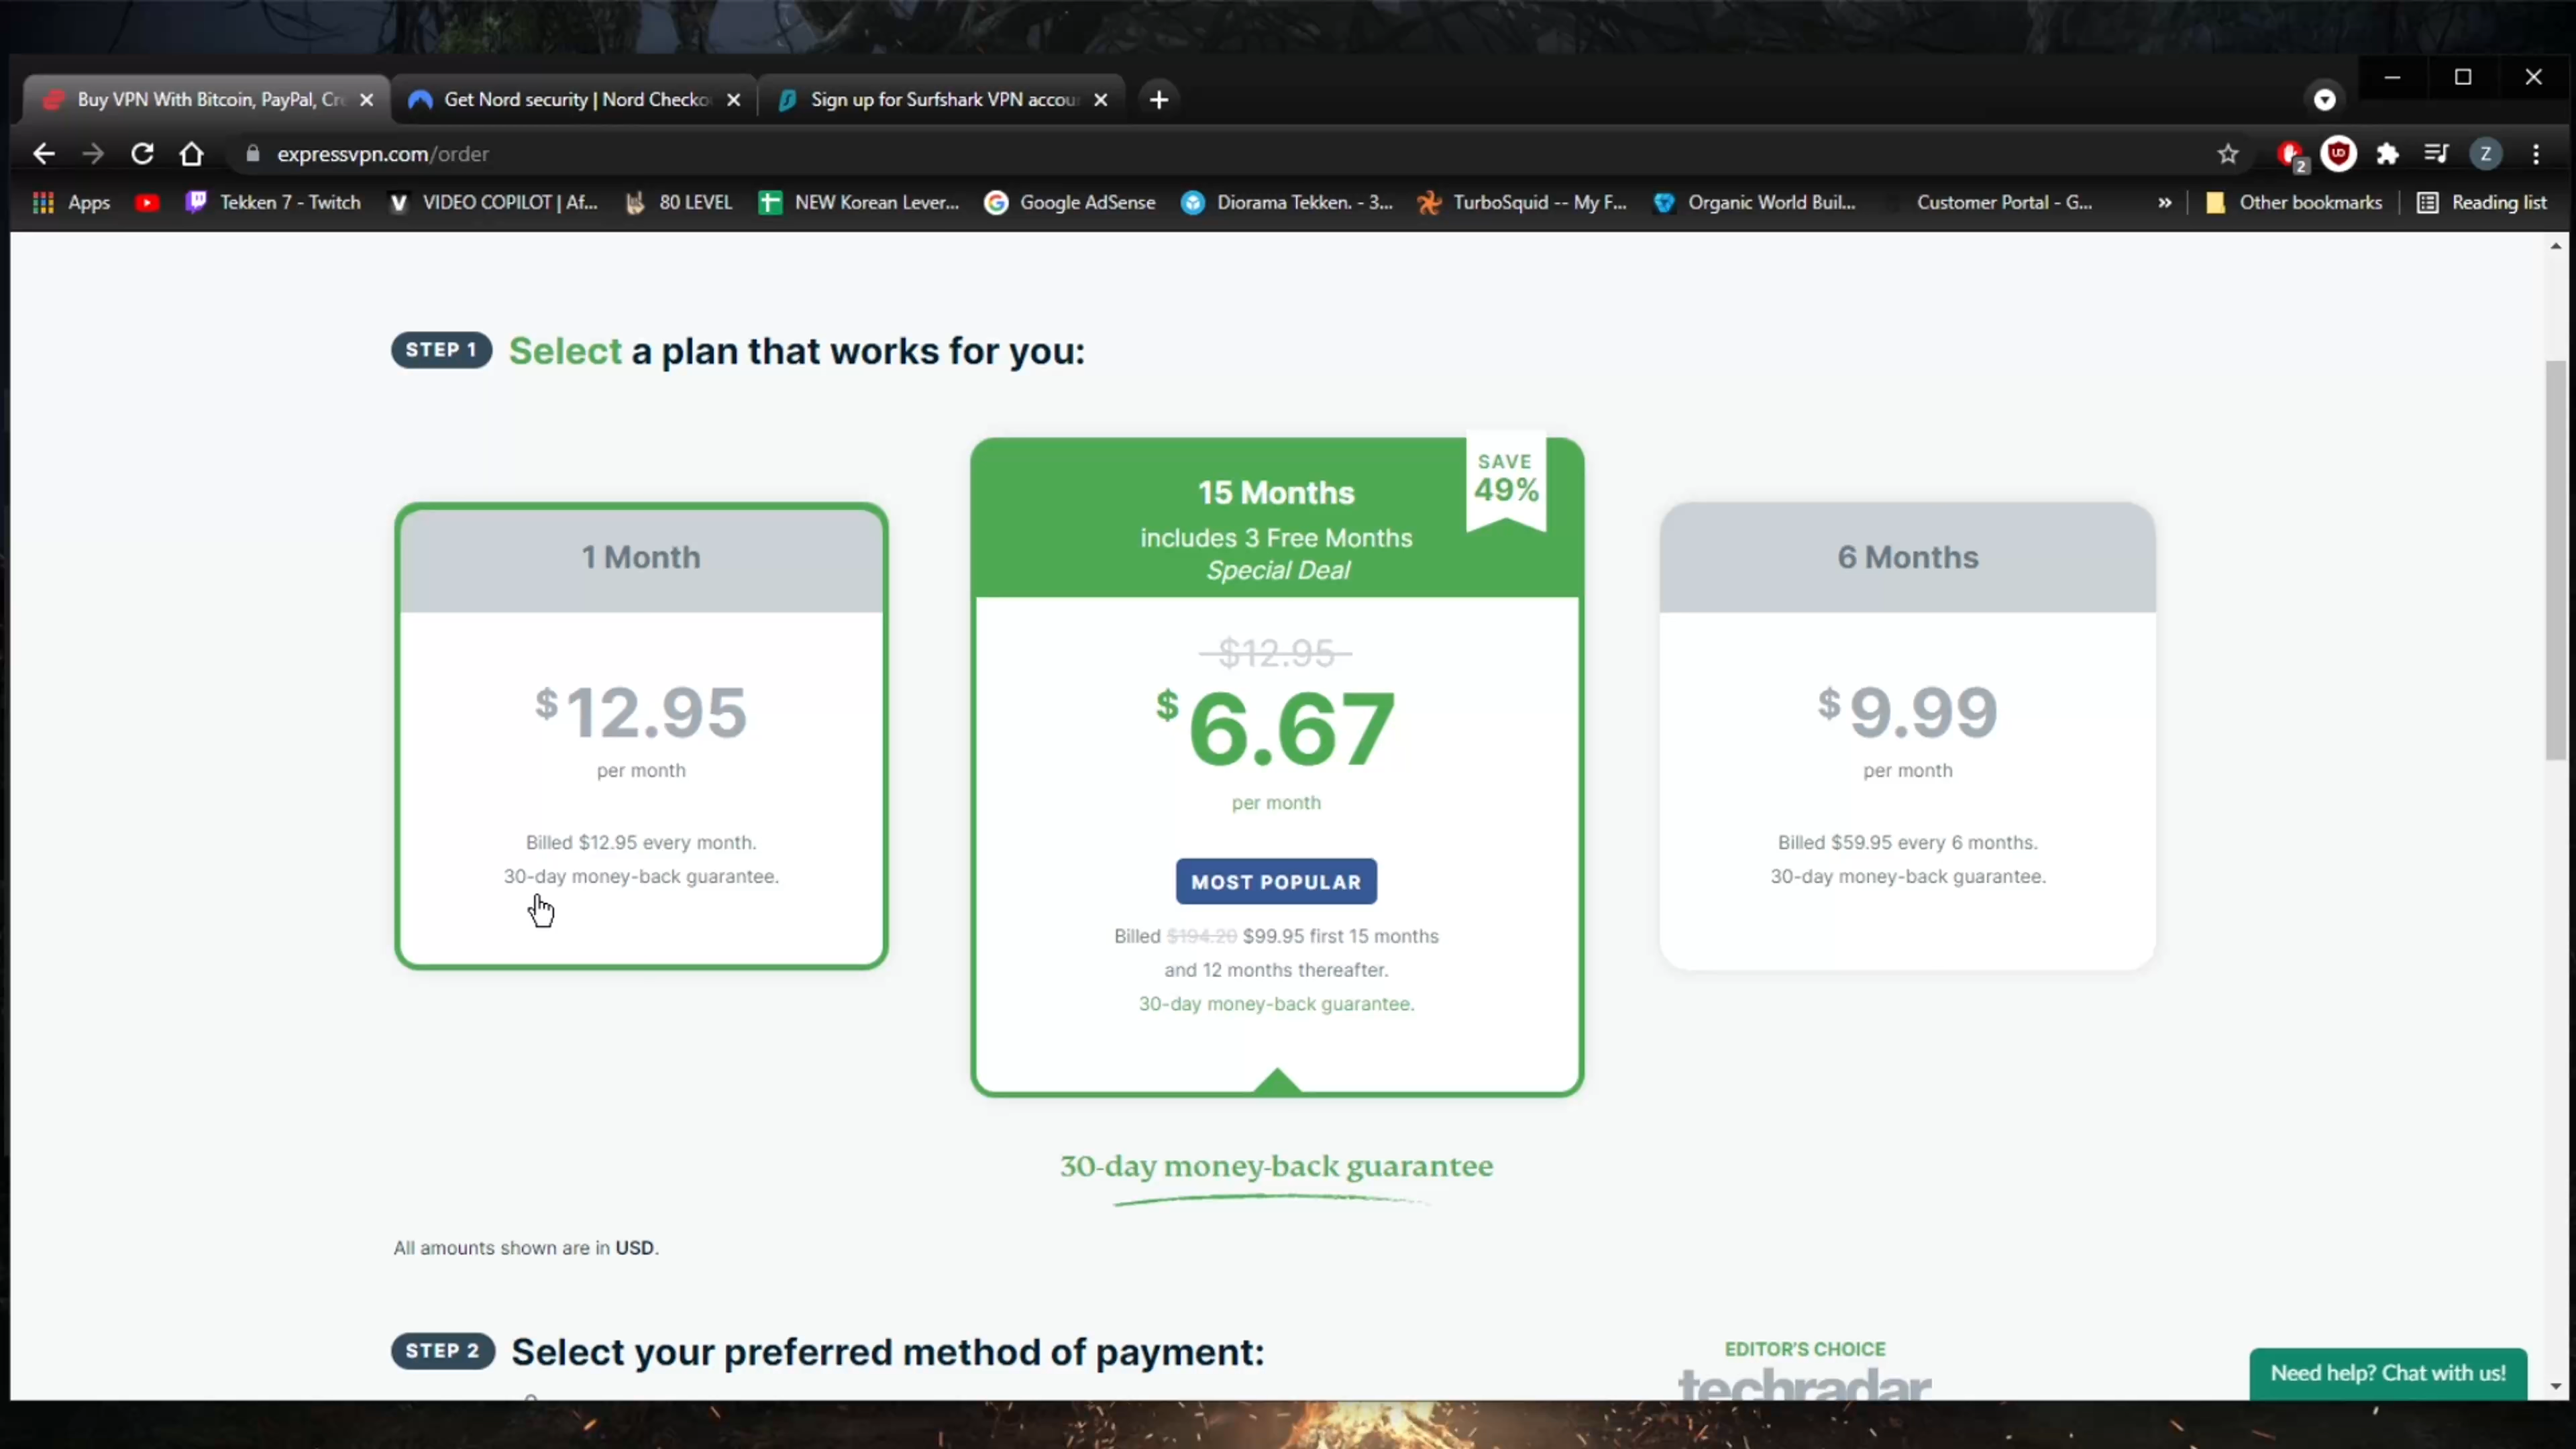 Buy VPN With Bitcoin, PayPal, Cre
Get Nord security | Nord Checko
Sign up for Surfshark VPN accou
expressvpn.com/order
2
Z
Apps
Tekken 7 - Twitch
VIDEO COPILOT | Af...
80 LEVEL
NEW Korean Lever...
Google AdSense
Diorama Tekken. - 3...
TurboSquid -- My F...
Organic World Buil...
Customer Portal - G...
»
Other bookmarks
Reading list
STEP 1
Select a plan that works for you:
1 Month
$12.95
per month
Billed $12.95 every month.
30-day money-back guarantee.
SAVE
49%
15 Months
includes 3 Free Months
Special Deal
$12.95
$6.67
per month
MOST POPULAR
Billed $194.20 $99.95 first 15 months
and 12 months thereafter.
30-day money-back guarantee.
6 Months
$9.99
per month
Billed $59.95 every 6 months.
30-day money-back guarantee.
30-day money-back guarantee
All amounts shown are in USD.
STEP 2
Select your preferred method of payment:
EDITOR'S CHOICE
techradar
Need help? Chat with us!